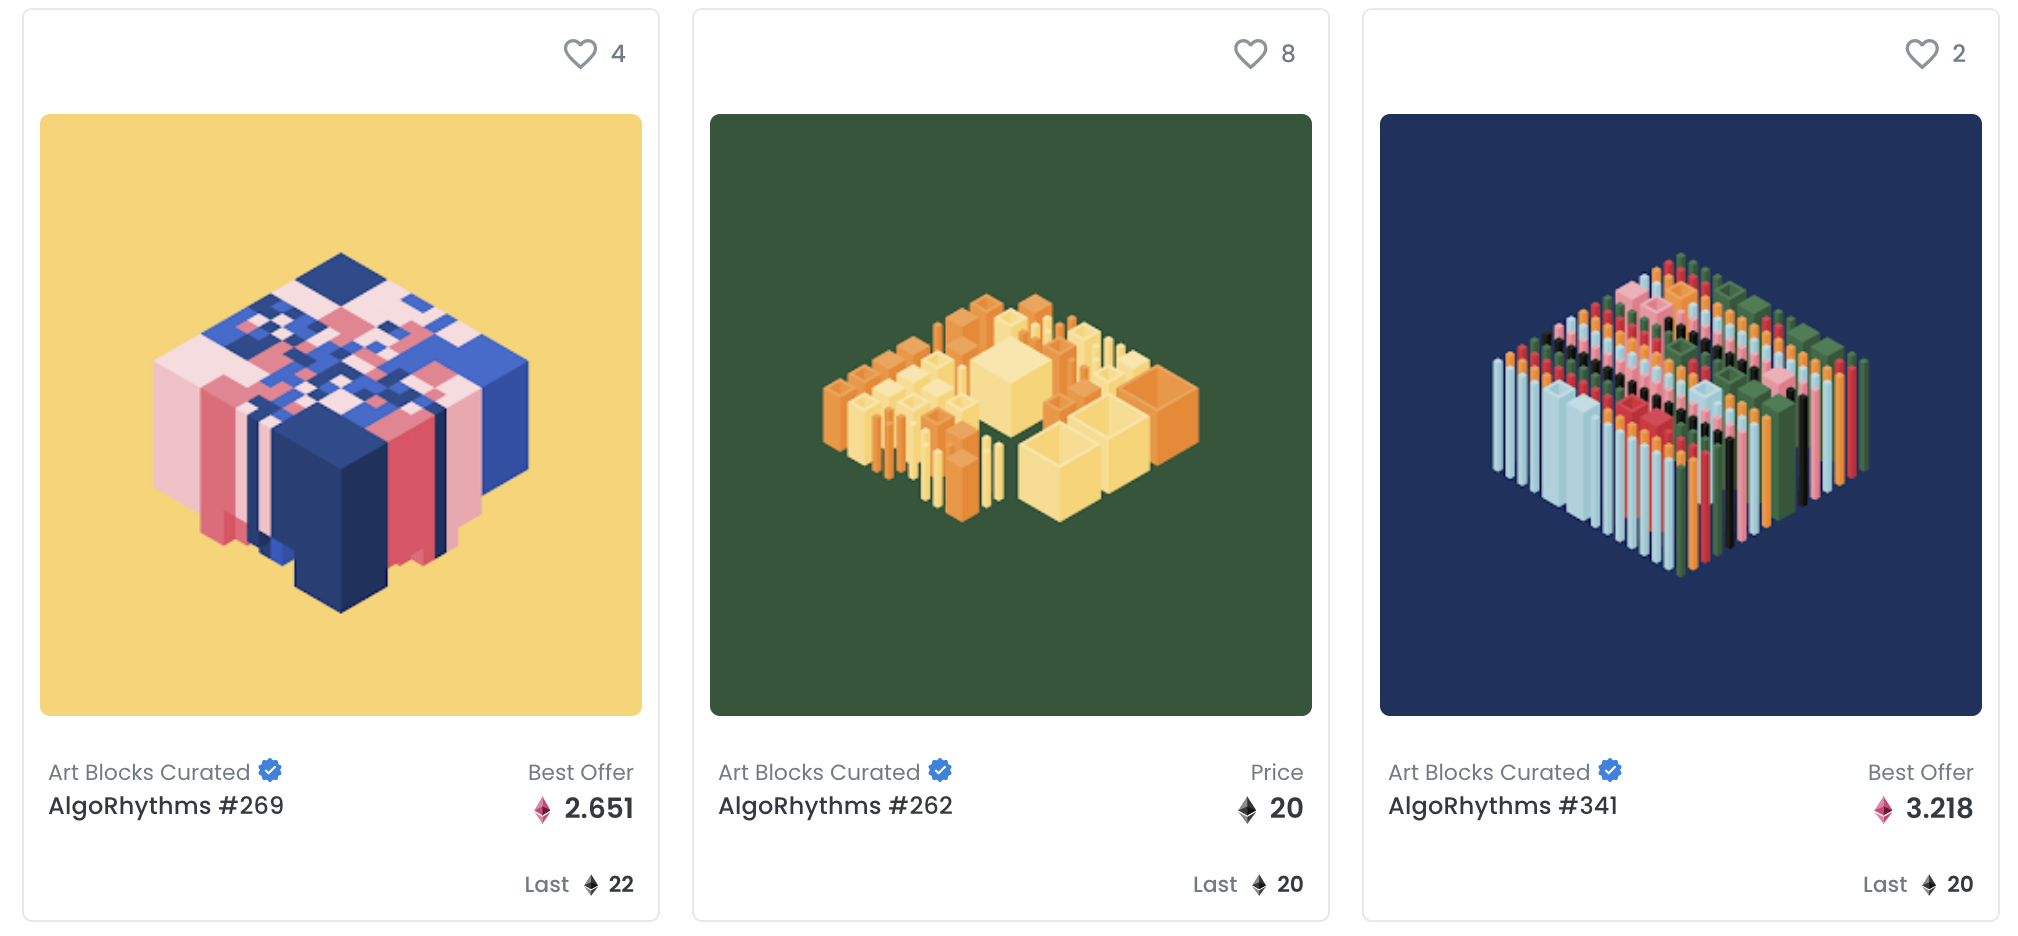 4
8
2
Art Blocks Curated
Best Offer
AlgoRhythms #269
2.651
Last 22
Art Blocks Curated
Price
AlgoRhythms #262
20
Last 20
Art Blocks Curated
Best Offer
AlgoRhythms #341
3.218
Last 20